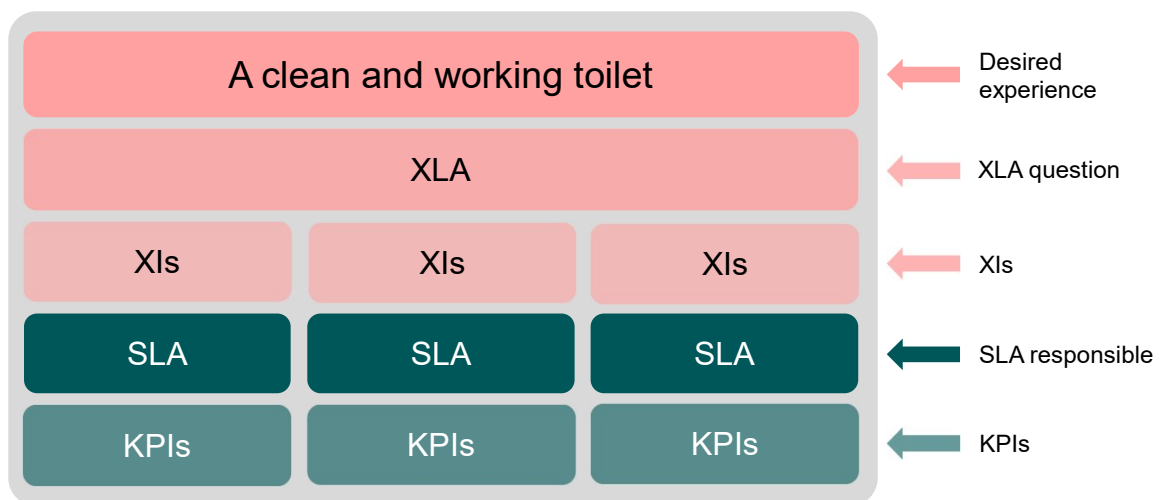 A clean and working toilet
Desired
experience
XLA
XLA question
XIs
XIs
XIs
XIs
SLA
SLA
SLA
SLA responsible
KPIs
KPIs
KPIs
KPIs